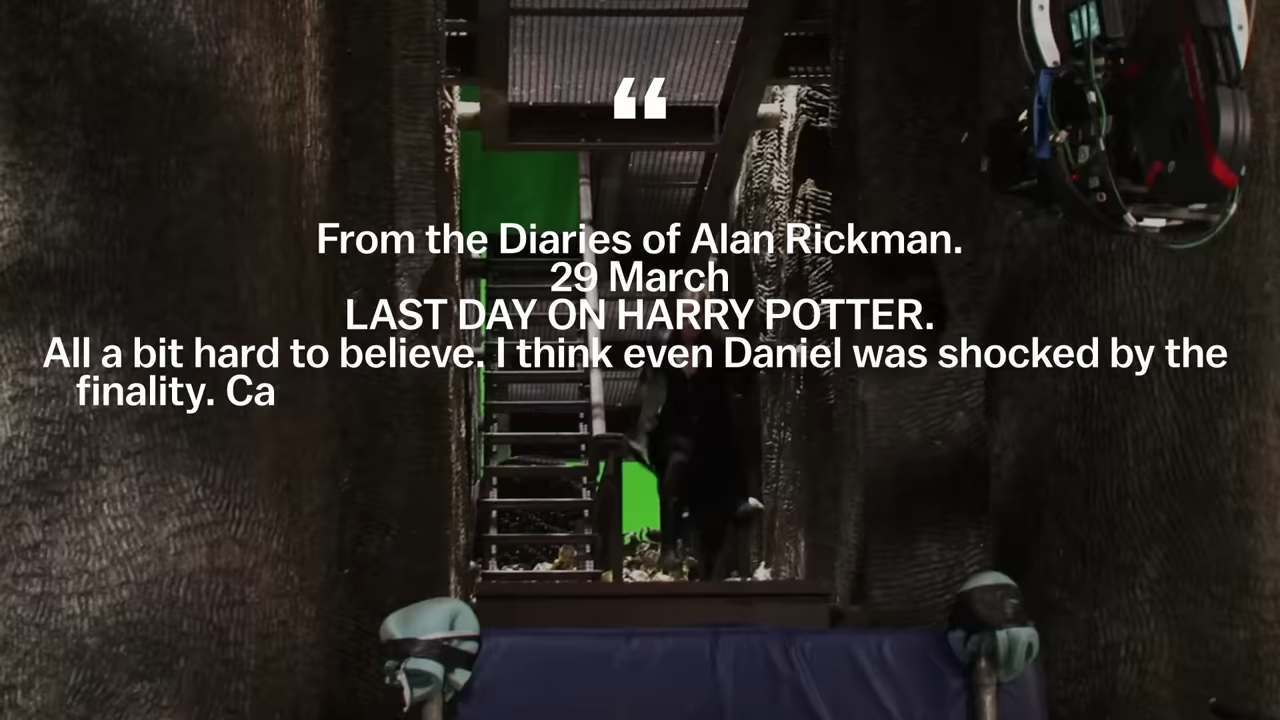 “
From the Diaries of Alan Rickman.
29 March
LAST DAY ON HARRY POTTER.
All a bit hard to believe. I think even Daniel was shocked by the
finality. Ca